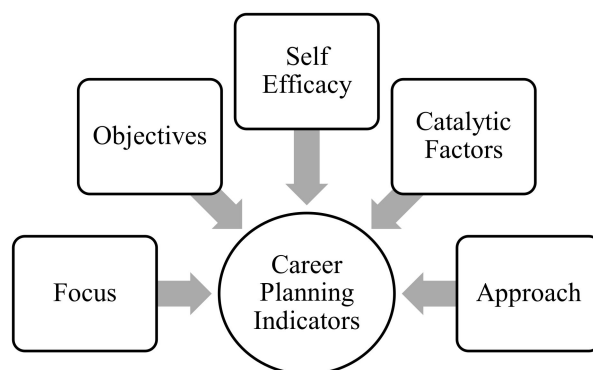 Self
Efficacy
Objectives
Catalytic
Factors
Focus
Career
Planning
Indicators
Approach